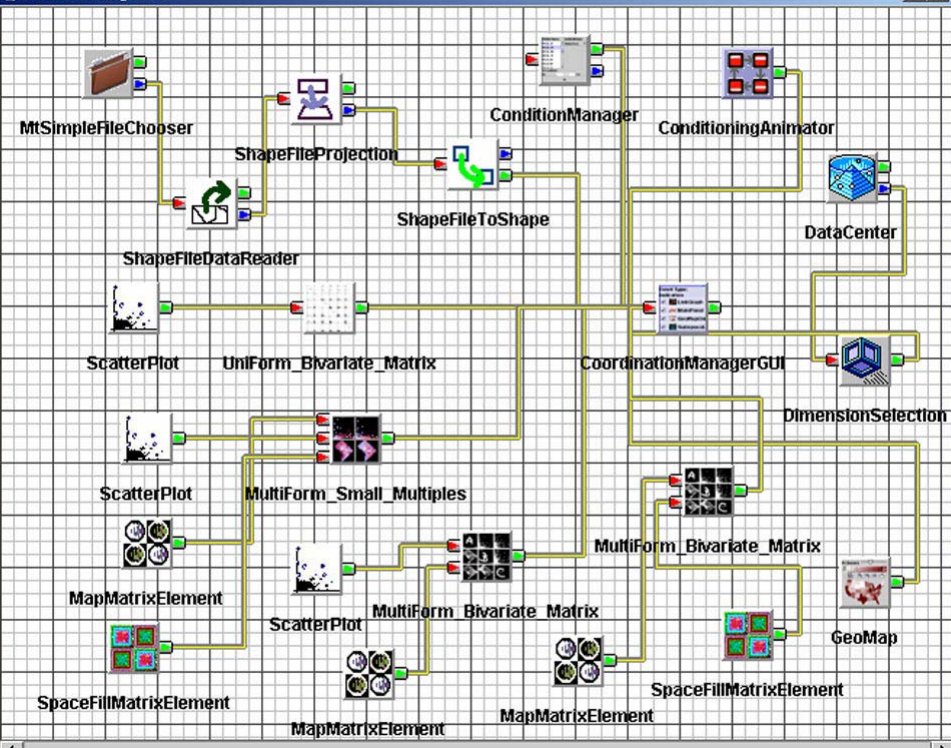 MtSimpleFileChooser
ConditionManager
ConditioningAnimator
ShapeFileProjection
ShapeFileToShape
DataCenter
ShapeFileDataReader
ScatterPlot
UniForm_Bivariate_Matrix
CoordinationManagerGUI
DimensionSelection
ScatterPlot
MultiForm_Small_Multiples
MultiForm_Bivariate_Matrix
MapMatrixElement
ScatterPlot
MultiForm_Bivariate_Matrix
GeoMap
SpaceFillMatrixElement
MapMatrixElement
MapMatrixElement
SpaceFillMatrixElement